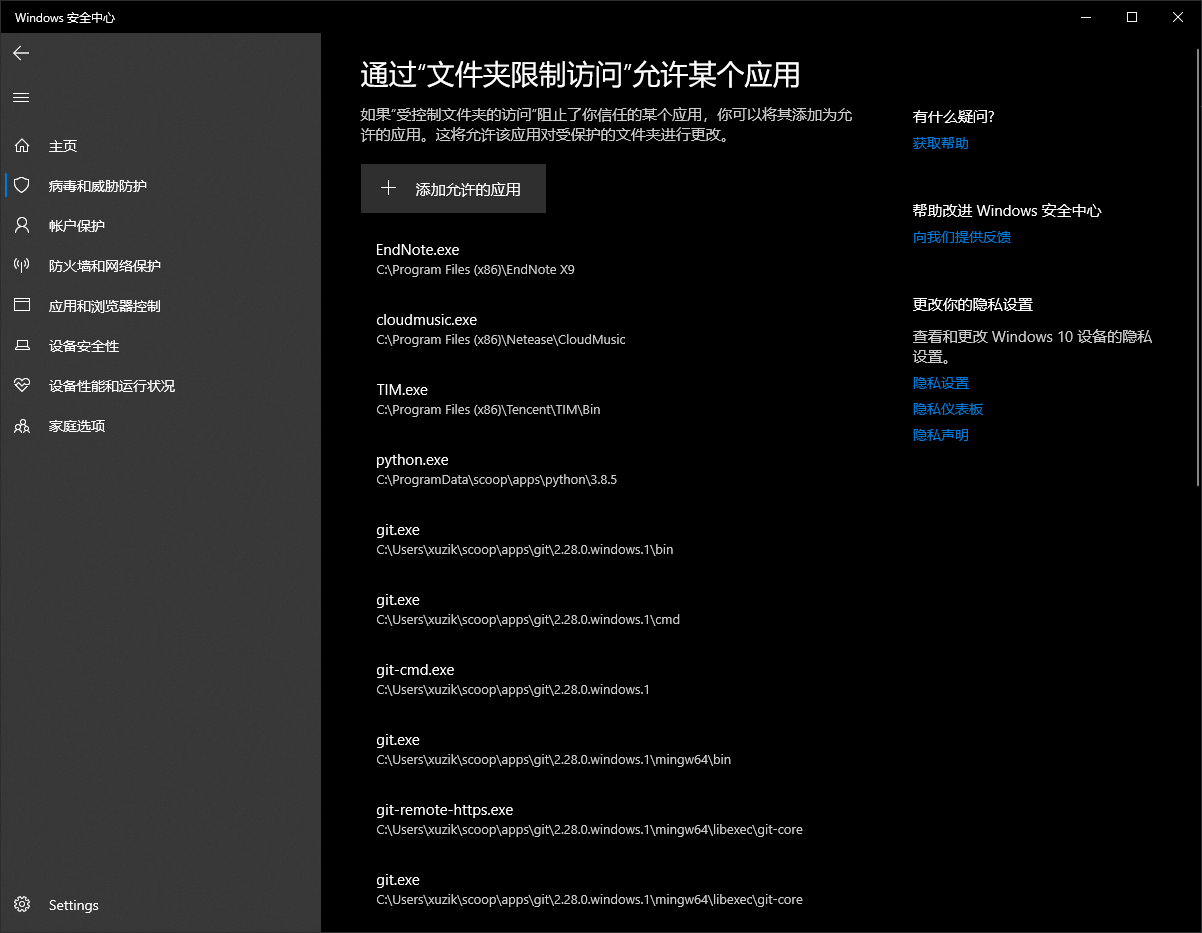 Windows 安全中心
主页
病毒和威胁防护
帐户保护
防火墙和网络保护
应用和浏览器控制
设备安全性
设备性能和运行状况
家庭选项
Settings
通过“文件夹限制访问”允许某个应用
如果“受控制文件夹的访问”阻止了你信任的某个应用，你可以将其添加为允
许的应用。这将允许该应用对受保护的文件夹进行更改。
添加允许的应用
EndNote.exe
C:\Program Files (x86)\EndNote X9
cloudmusic.exe
C:\Program Files (x86)\Netease\CloudMusic
TIM.exe
C:\Program Files (x86)\Tencent\TIM\Bin
python.exe
C:\ProgramData\scoop\apps\python\3.8.5
git.exe
C:\Users\xuzik\scoop\apps\git\2.28.0.windows.1\bin
git.exe
C:\Users\xuzik\scoop\apps\git\2.28.0.windows.1\cmd
git-cmd.exe
C:\Users\xuzik\scoop\apps\git\2.28.0.windows.1
git.exe
C:\Users\xuzik\scoop\apps\git\2.28.0.windows.1\mingw64\bin
git-remote-https.exe
C:\Users\xuzik\scoop\apps\git\2.28.0.windows.1\mingw64\libexec\git-core
git.exe
C:\Users\xuzik\scoop\apps\git\2.28.0.windows.1\mingw64\libexec\git-core
有什么疑问?
获取帮助
帮助改进 Windows 安全中心
向我们提供反馈
更改你的隐私设置
查看和更改 Windows 10 设备的隐私
设置。
隐私设置
隐私仪表板
隐私声明